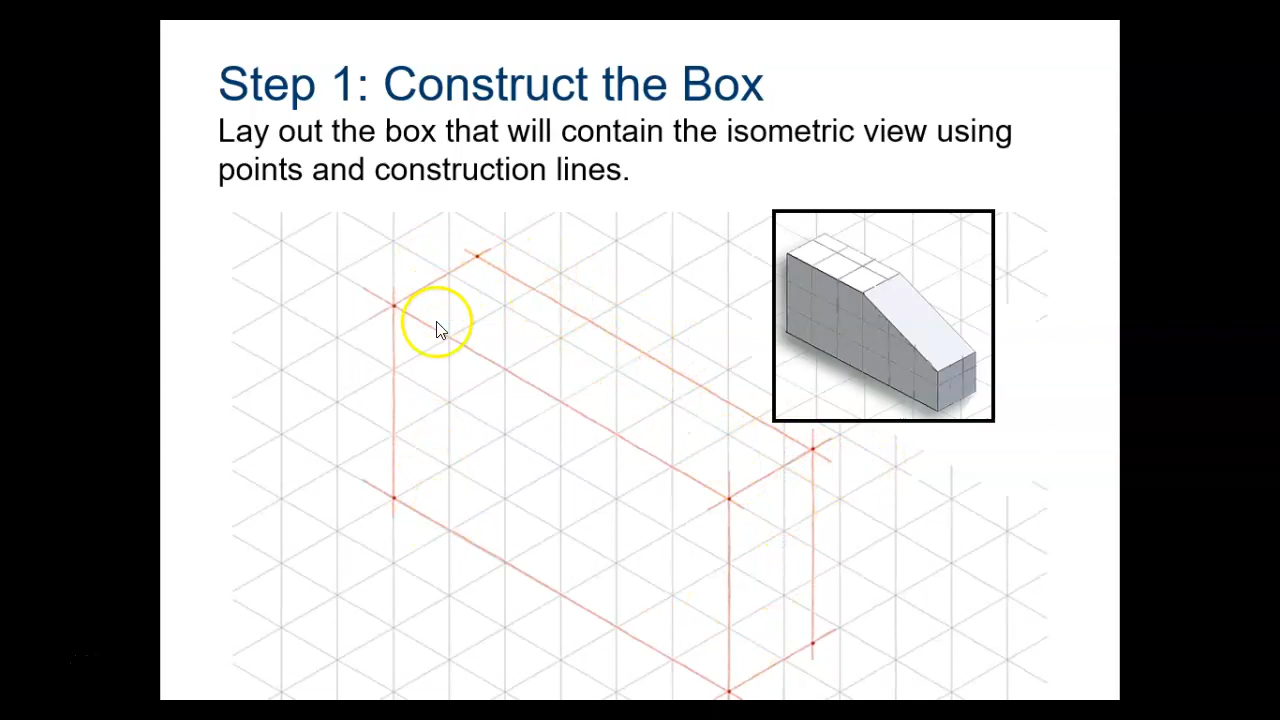 Step 1: Construct the Box
Lay out the box that will contain the isometric view using
points and construction lines.